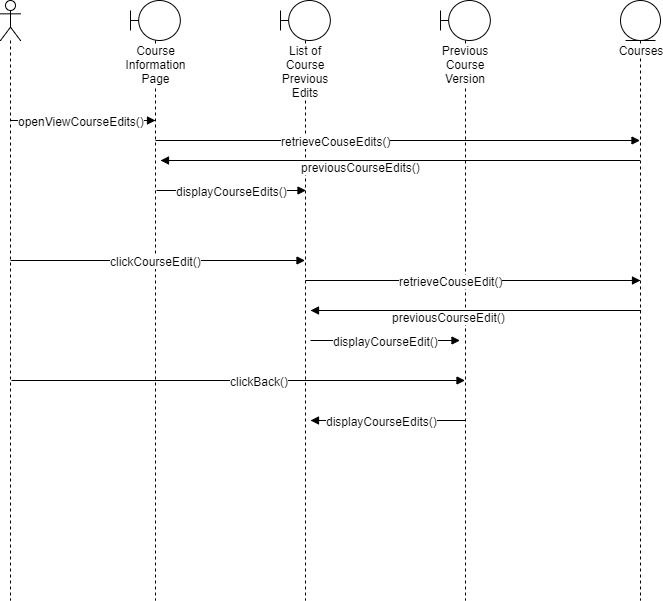 Course
Information
Page
List of
Course
Previous
Edits
Previous
Course
Version
Courses
openViewCourseEdits()
retrieveCouseEdits()
previousCourseEdits()
displayCourseEdits()
clickCourseEdit()
retrieveCouseEdit()
previousCourseEdit()
displayCourseEdit()
clickBack()
displayCourseEdits()